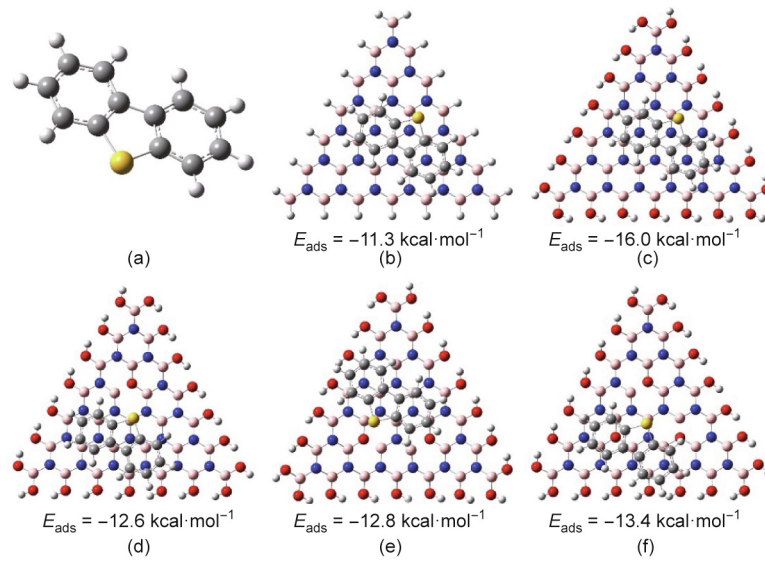 (a)
E_ads = −11.3 kcal·mol⁻¹
(b)
E_ads = −16.0 kcal·mol⁻¹
(c)
E_ads = −12.6 kcal·mol⁻¹
(d)
E_ads = −12.8 kcal·mol⁻¹
(e)
E_ads = −13.4 kcal·mol⁻¹
(f)